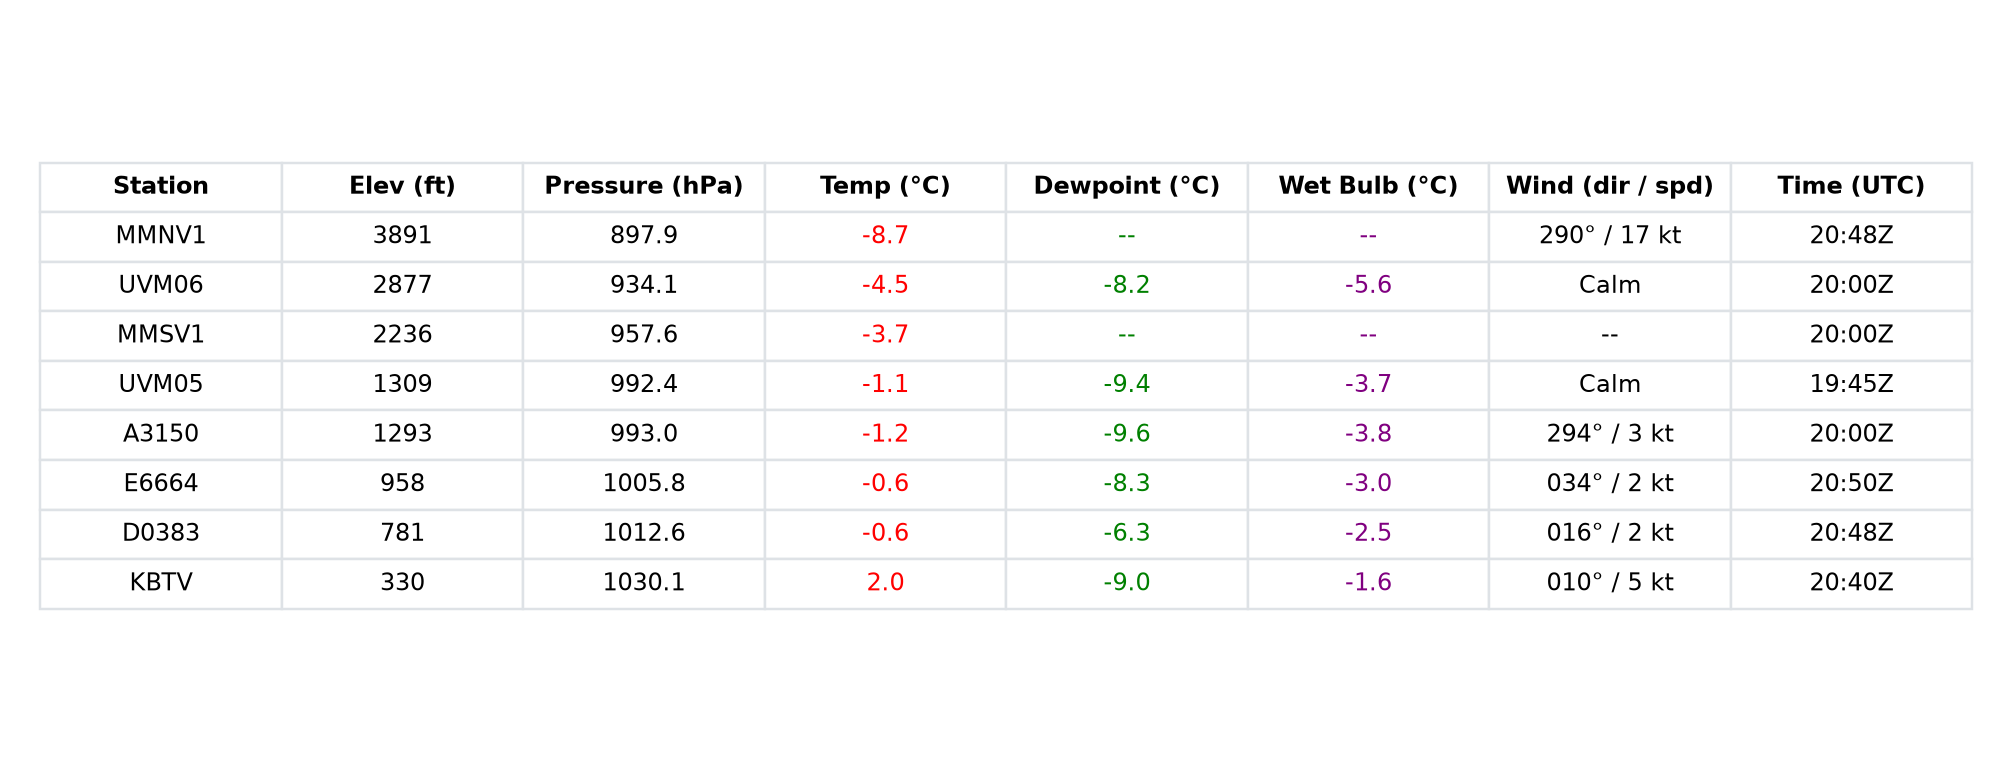 Station Elev (ft) Pressure (hPa) Temp (°C) Dewpoint (°C) Wet Bulb (°C) Wind (dir / spd) Time (UTC)
MMNV1 3891 897.9 -8.7 -- -- 290° / 17 kt 20:48Z
UVM06 2877 934.1 -4.5 -8.2 -5.6 Calm 20:00Z
MMSV1 2236 957.6 -3.7 -- -- -- 20:00Z
UVM05 1309 992.4 -1.1 -9.4 -3.7 Calm 19:45Z
A3150 1293 993.0 -1.2 -9.6 -3.8 294° / 3 kt 20:00Z
E6664 958 1005.8 -0.6 -8.3 -3.0 034° / 2 kt 20:50Z
D0383 781 1012.6 -0.6 -6.3 -2.5 016° / 2 kt 20:48Z
KBTV 330 1030.1 2.0 -9.0 -1.6 010° / 5 kt 20:40Z